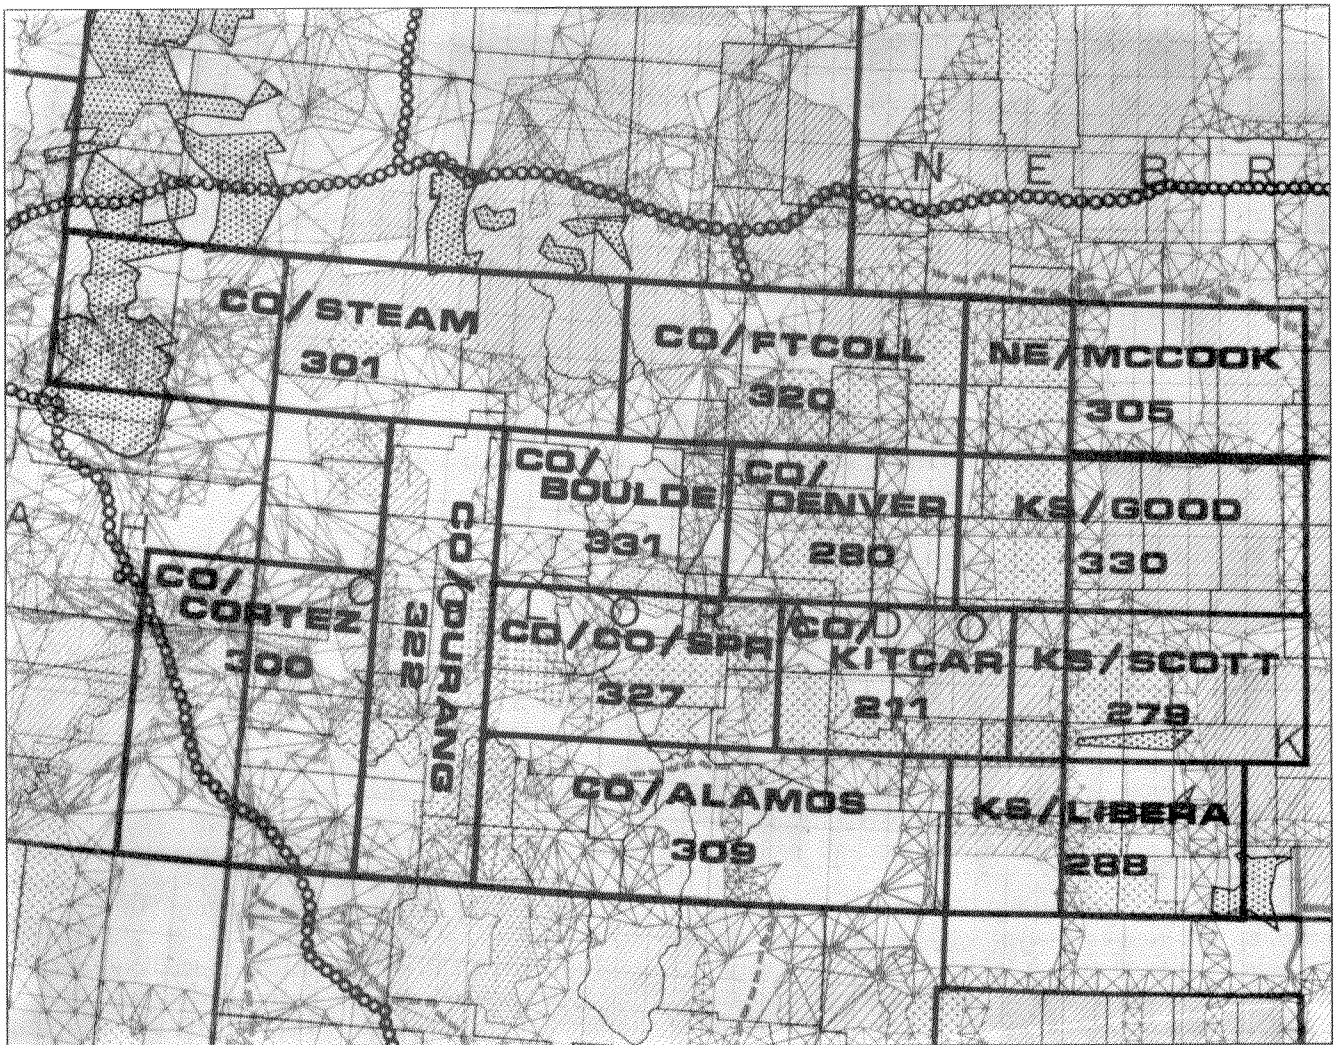 N E B R
CO/STEAM
301
CO/FTCOLL
320
NE/MCCOOK
305
CO/
BOULDE
331
CO/
DENVER
280
KS/GOOD
330
A
H
CO/
CORTEZ
300
CO/DURANG
322
C O L O R A D O
CO/CO/SPR
327
CO/
KITCAR
211
KS/SCOTT
279
K
CO/ALAMOS
309
KS/LIBERA
288